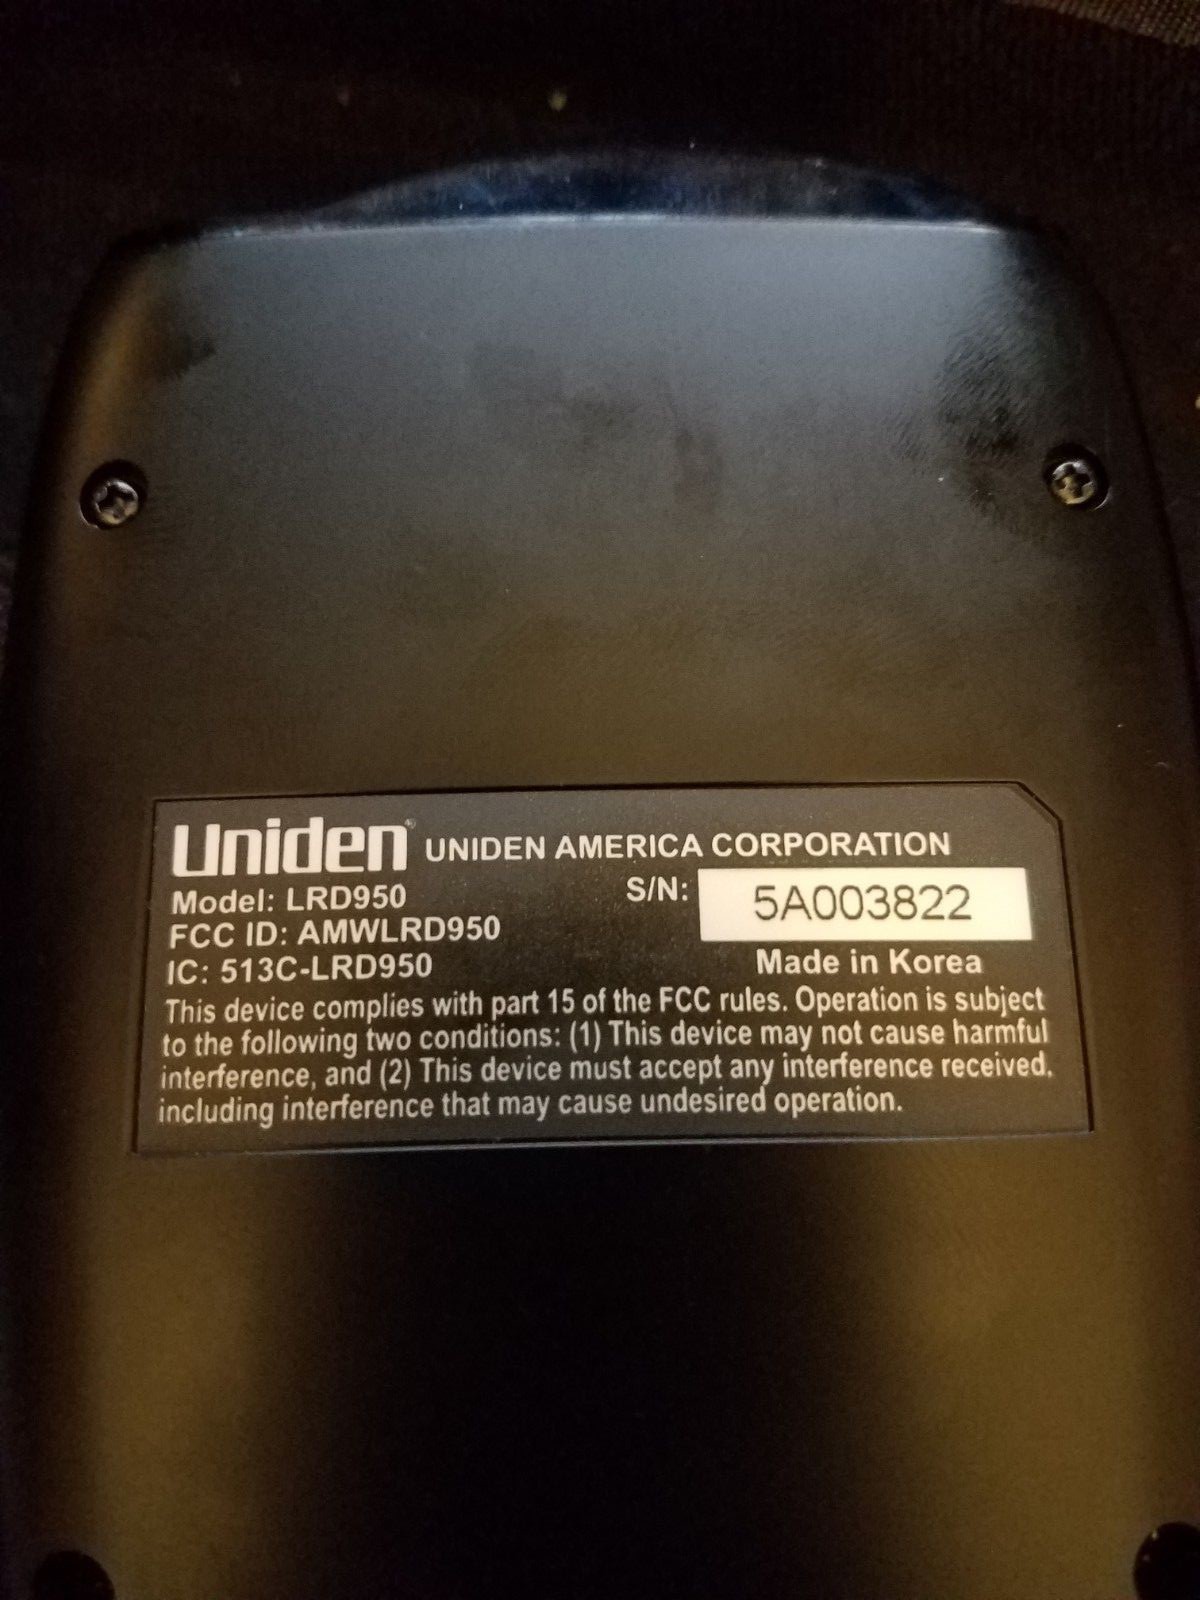 Uniden® UNIDEN AMERICA CORPORATION
Model: LRD950 S/N: 5A003822
FCC ID: AMWLRD950
IC: 513C-LRD950 Made in Korea
This device complies with part 15 of the FCC rules. Operation is subject
to the following two conditions: (1) This device may not cause harmful
interference, and (2) This device must accept any interference received,
including interference that may cause undesired operation.